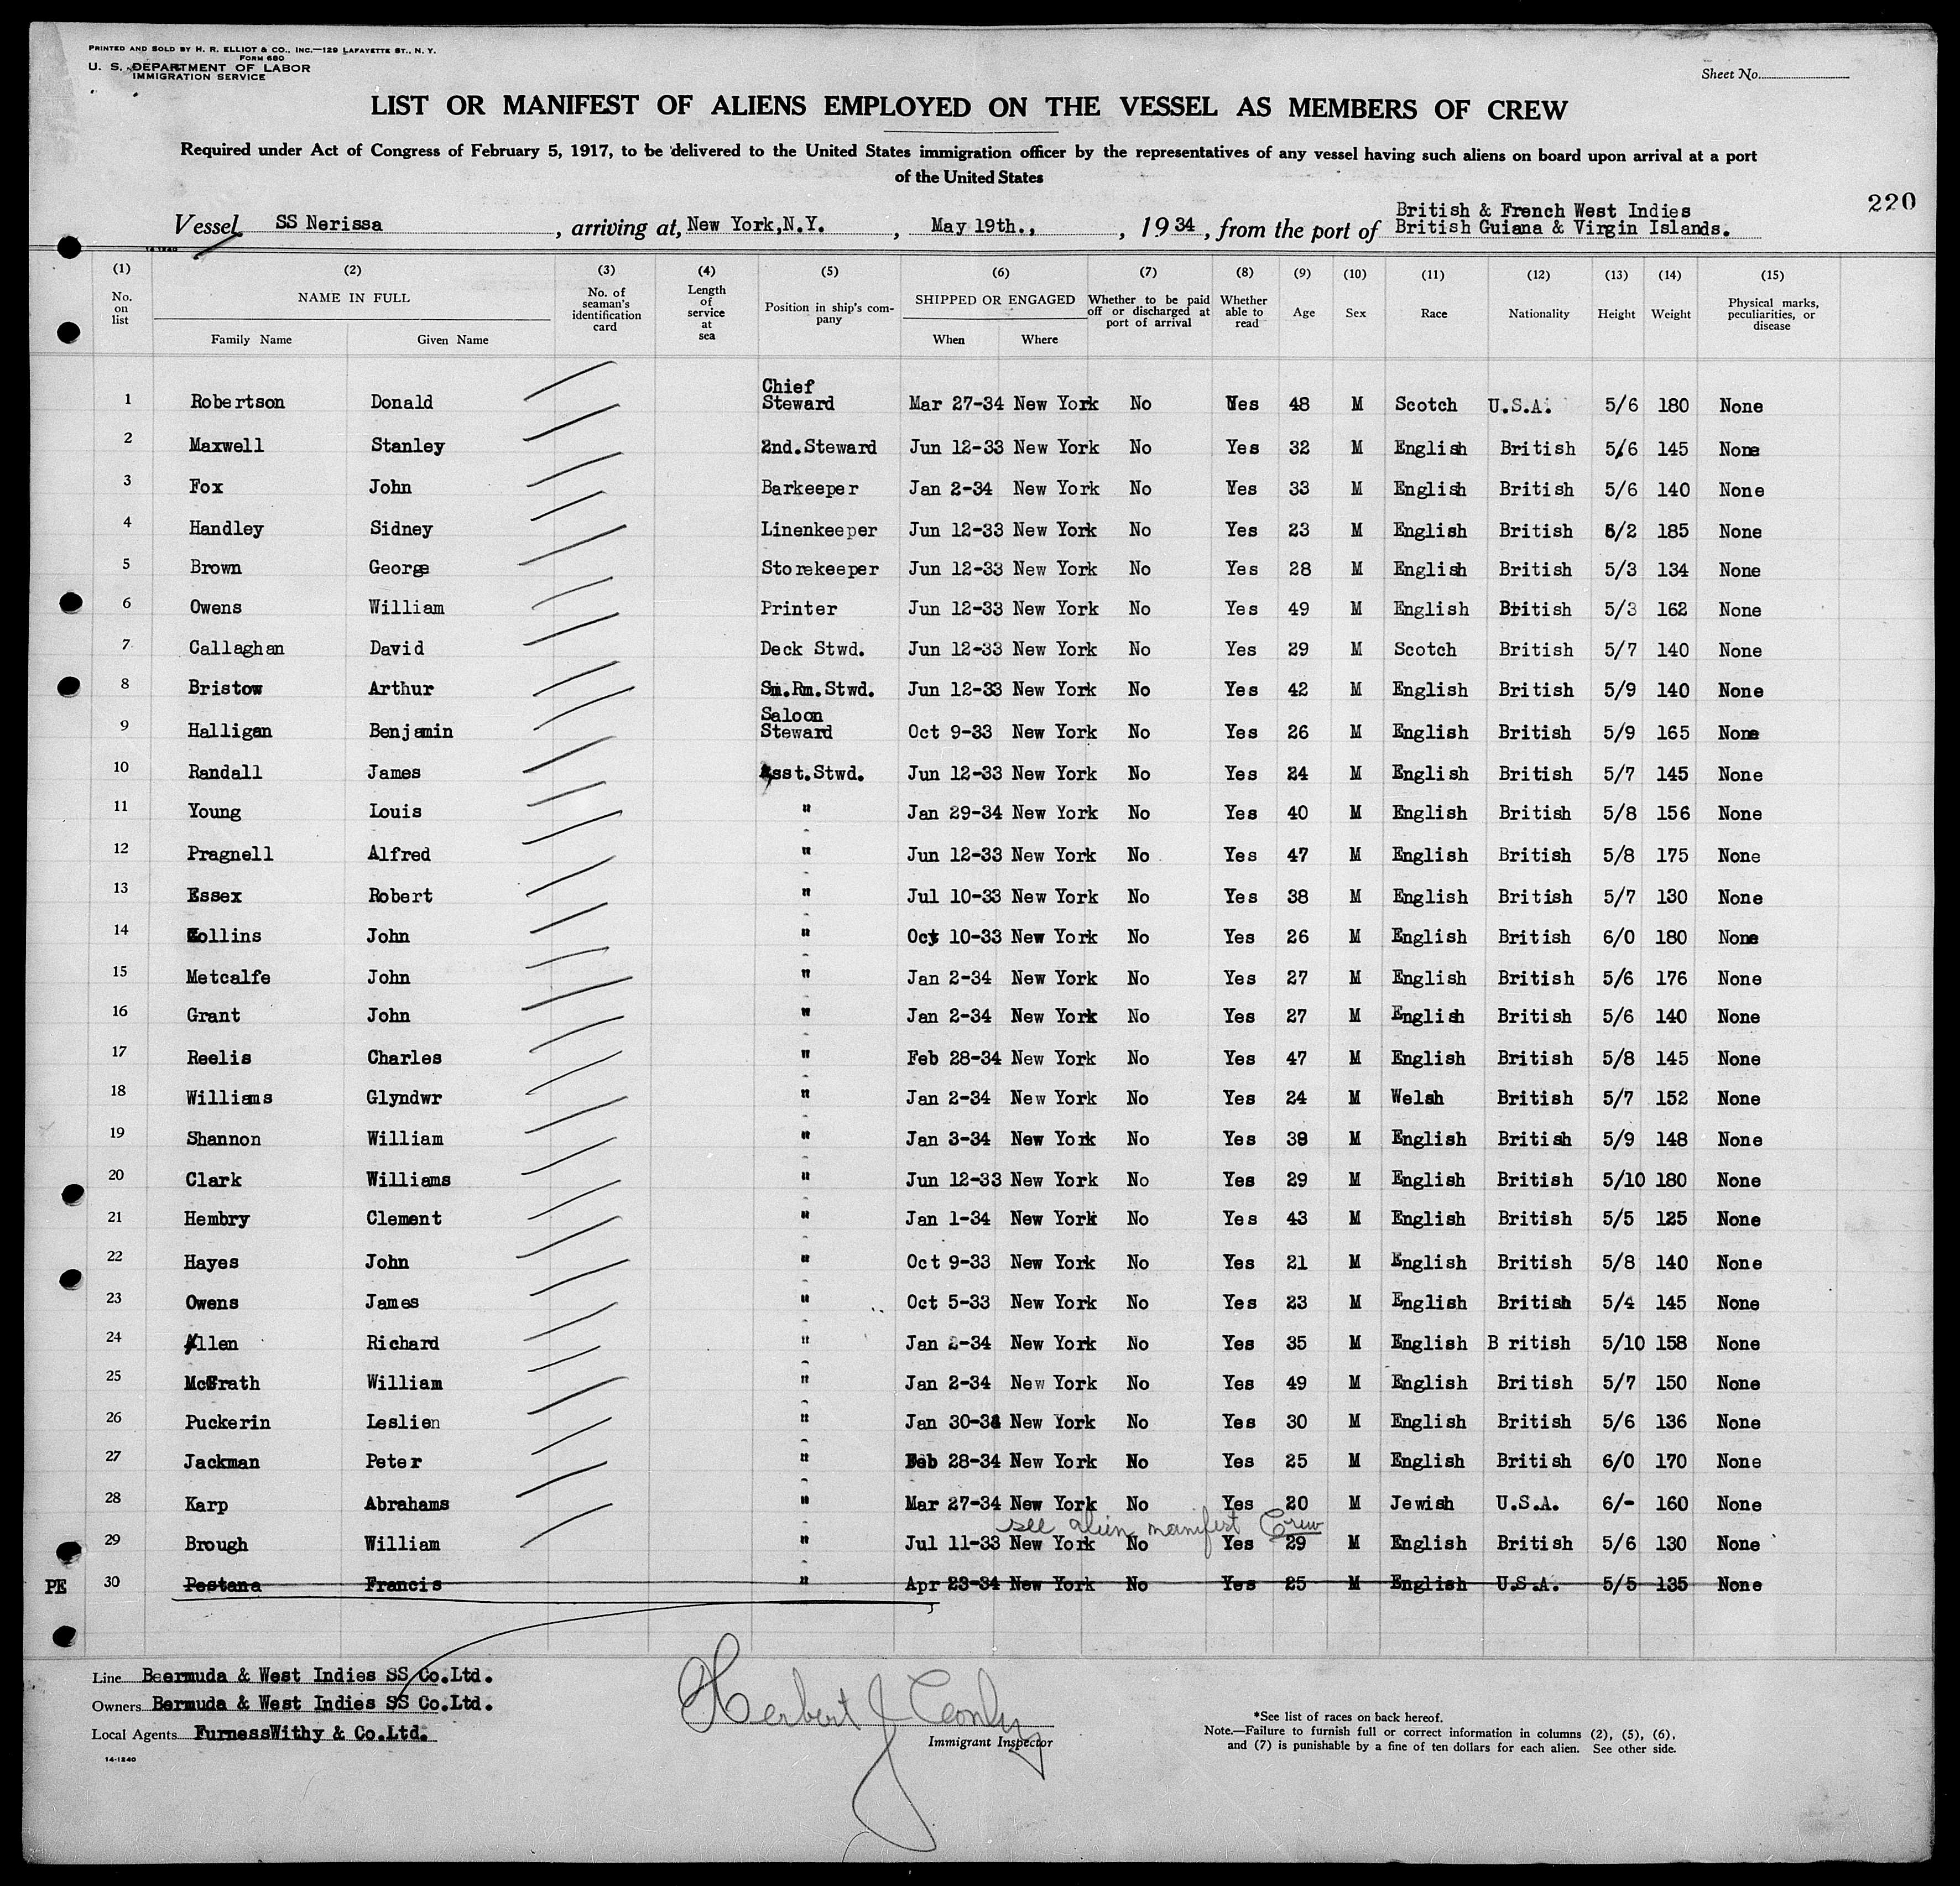 PRINTED AND SOLD BY H. R. ELLIOT & CO., INC.—129 LAFAYETTE ST., N. Y.
FORM 680
U. S. DEPARTMENT OF LABOR
IMMIGRATION SERVICE
Sheet No.
LIST OR MANIFEST OF ALIENS EMPLOYED ON THE VESSEL AS MEMBERS OF CREW
Required under Act of Congress of February 5, 1917, to be delivered to the United States immigration officer by the representatives of any vessel having such aliens on board upon arrival at a port
of the United States
220
British & French West Indies
Vessel SS Nerissa, arriving at, New York,N.Y., May 19th., , 1934, from the port of British Guiana & Virgin Islands.
14-1240
(1) (2) (3) (4) (5) (6) (7) (8) (9) (10) (11) (12) (13) (14) (15)
No. on list NAME IN FULL No. of seaman's identification card Length of service at sea Position in ship's company SHIPPED OR ENGAGED Whether to be paid off or discharged at port of arrival Whether able to read Age Sex Race Nationality Height Weight Physical marks, peculiarities, or disease
Family Name Given Name When Where
1 Robertson Donald Chief Steward Mar 27-34 New York No Yes 48 M Scotch U.S.A. 5/6 180 None
2 Maxwell Stanley 2nd.Steward Jun 12-33 New York No Yes 32 M English British 5/6 145 None
3 Fox John Barkeeper Jan 2-34 New York No Yes 33 M English British 5/6 140 None
4 Handley Sidney Linenkeeper Jun 12-33 New York No Yes 23 M English British 6/2 185 None
5 Brown George Storekeeper Jun 12-33 New York No Yes 28 M English British 5/3 134 None
6 Owens William Printer Jun 12-33 New York No Yes 49 M English British 5/3 162 None
7 Callaghan David Deck Stwd. Jun 12-33 New York No Yes 29 M Scotch British 5/7 140 None
8 Bristow Arthur Sm.Rm.Stwd. Jun 12-33 New York No Yes 42 M English British 5/9 140 None
9 Halligan Benjamin Saloon Steward Oct 9-33 New York No Yes 26 M English British 5/9 165 None
10 Randall James Asst.Stwd. Jun 12-33 New York No Yes 24 M English British 5/7 145 None
11 Young Louis " Jan 29-34 New York No Yes 40 M English British 5/8 156 None
12 Pragnell Alfred " Jun 12-33 New York No Yes 47 M English British 5/8 175 None
13 Essex Robert " Jul 10-33 New York No Yes 38 M English British 5/7 130 None
14 Collins John " Oct 10-33 New York No Yes 26 M English British 6/0 180 None
15 Metcalfe John " Jan 2-34 New York No Yes 27 M English British 5/6 176 None
16 Grant John " Jan 2-34 New York No Yes 27 M English British 5/6 140 None
17 Reelis Charles " Feb 28-34 New York No Yes 47 M English British 5/8 145 None
18 Williams Glyndwr " Jan 2-34 New York No Yes 24 M Welsh British 5/7 152 None
19 Shannon William " Jan 3-34 New York No Yes 39 M English British 5/9 148 None
20 Clark Williams " Jun 12-33 New York No Yes 29 M English British 5/10 180 None
21 Hembry Clement " Jan 1-34 New York No Yes 43 M English British 5/5 125 None
22 Hayes John " Oct 9-33 New York No Yes 21 M English British 5/8 140 None
23 Owens James " Oct 5-33 New York No Yes 23 M English British 5/4 145 None
24 Allen Richard " Jan 2-34 New York No Yes 35 M English B ritish 5/10 158 None
25 McGrath William " Jan 2-34 New York No Yes 49 M English British 5/7 150 None
26 Puckerin Leslien " Jan 30-34 New York No Yes 30 M English British 5/6 136 None
27 Jackman Peter " Feb 28-34 New York No Yes 25 M English British 6/0 170 None
28 Karp Abrahams " Mar 27-34 New York No Yes 20 M Jewish U.S.A. 6/- 160 None
see alien manifest Crew
29 Brough William " Jul 11-33 New York No Yes 29 M English British 5/6 130 None
PE 30 Pestana Francis " Apr 23-34 New York No Yes 25 M English U.S.A. 5/5 135 None
Line Beermuda & West Indies SS Co.Ltd.
Owners Bermuda & West Indies SS Co.Ltd.
Local Agents FurnessWithy & Co.Ltd.
14-1240
Herbert J Conly
Immigrant Inspector
*See list of races on back hereof.
Note.—Failure to furnish full or correct information in columns (2), (5), (6),
and (7) is punishable by a fine of ten dollars for each alien. See other side.